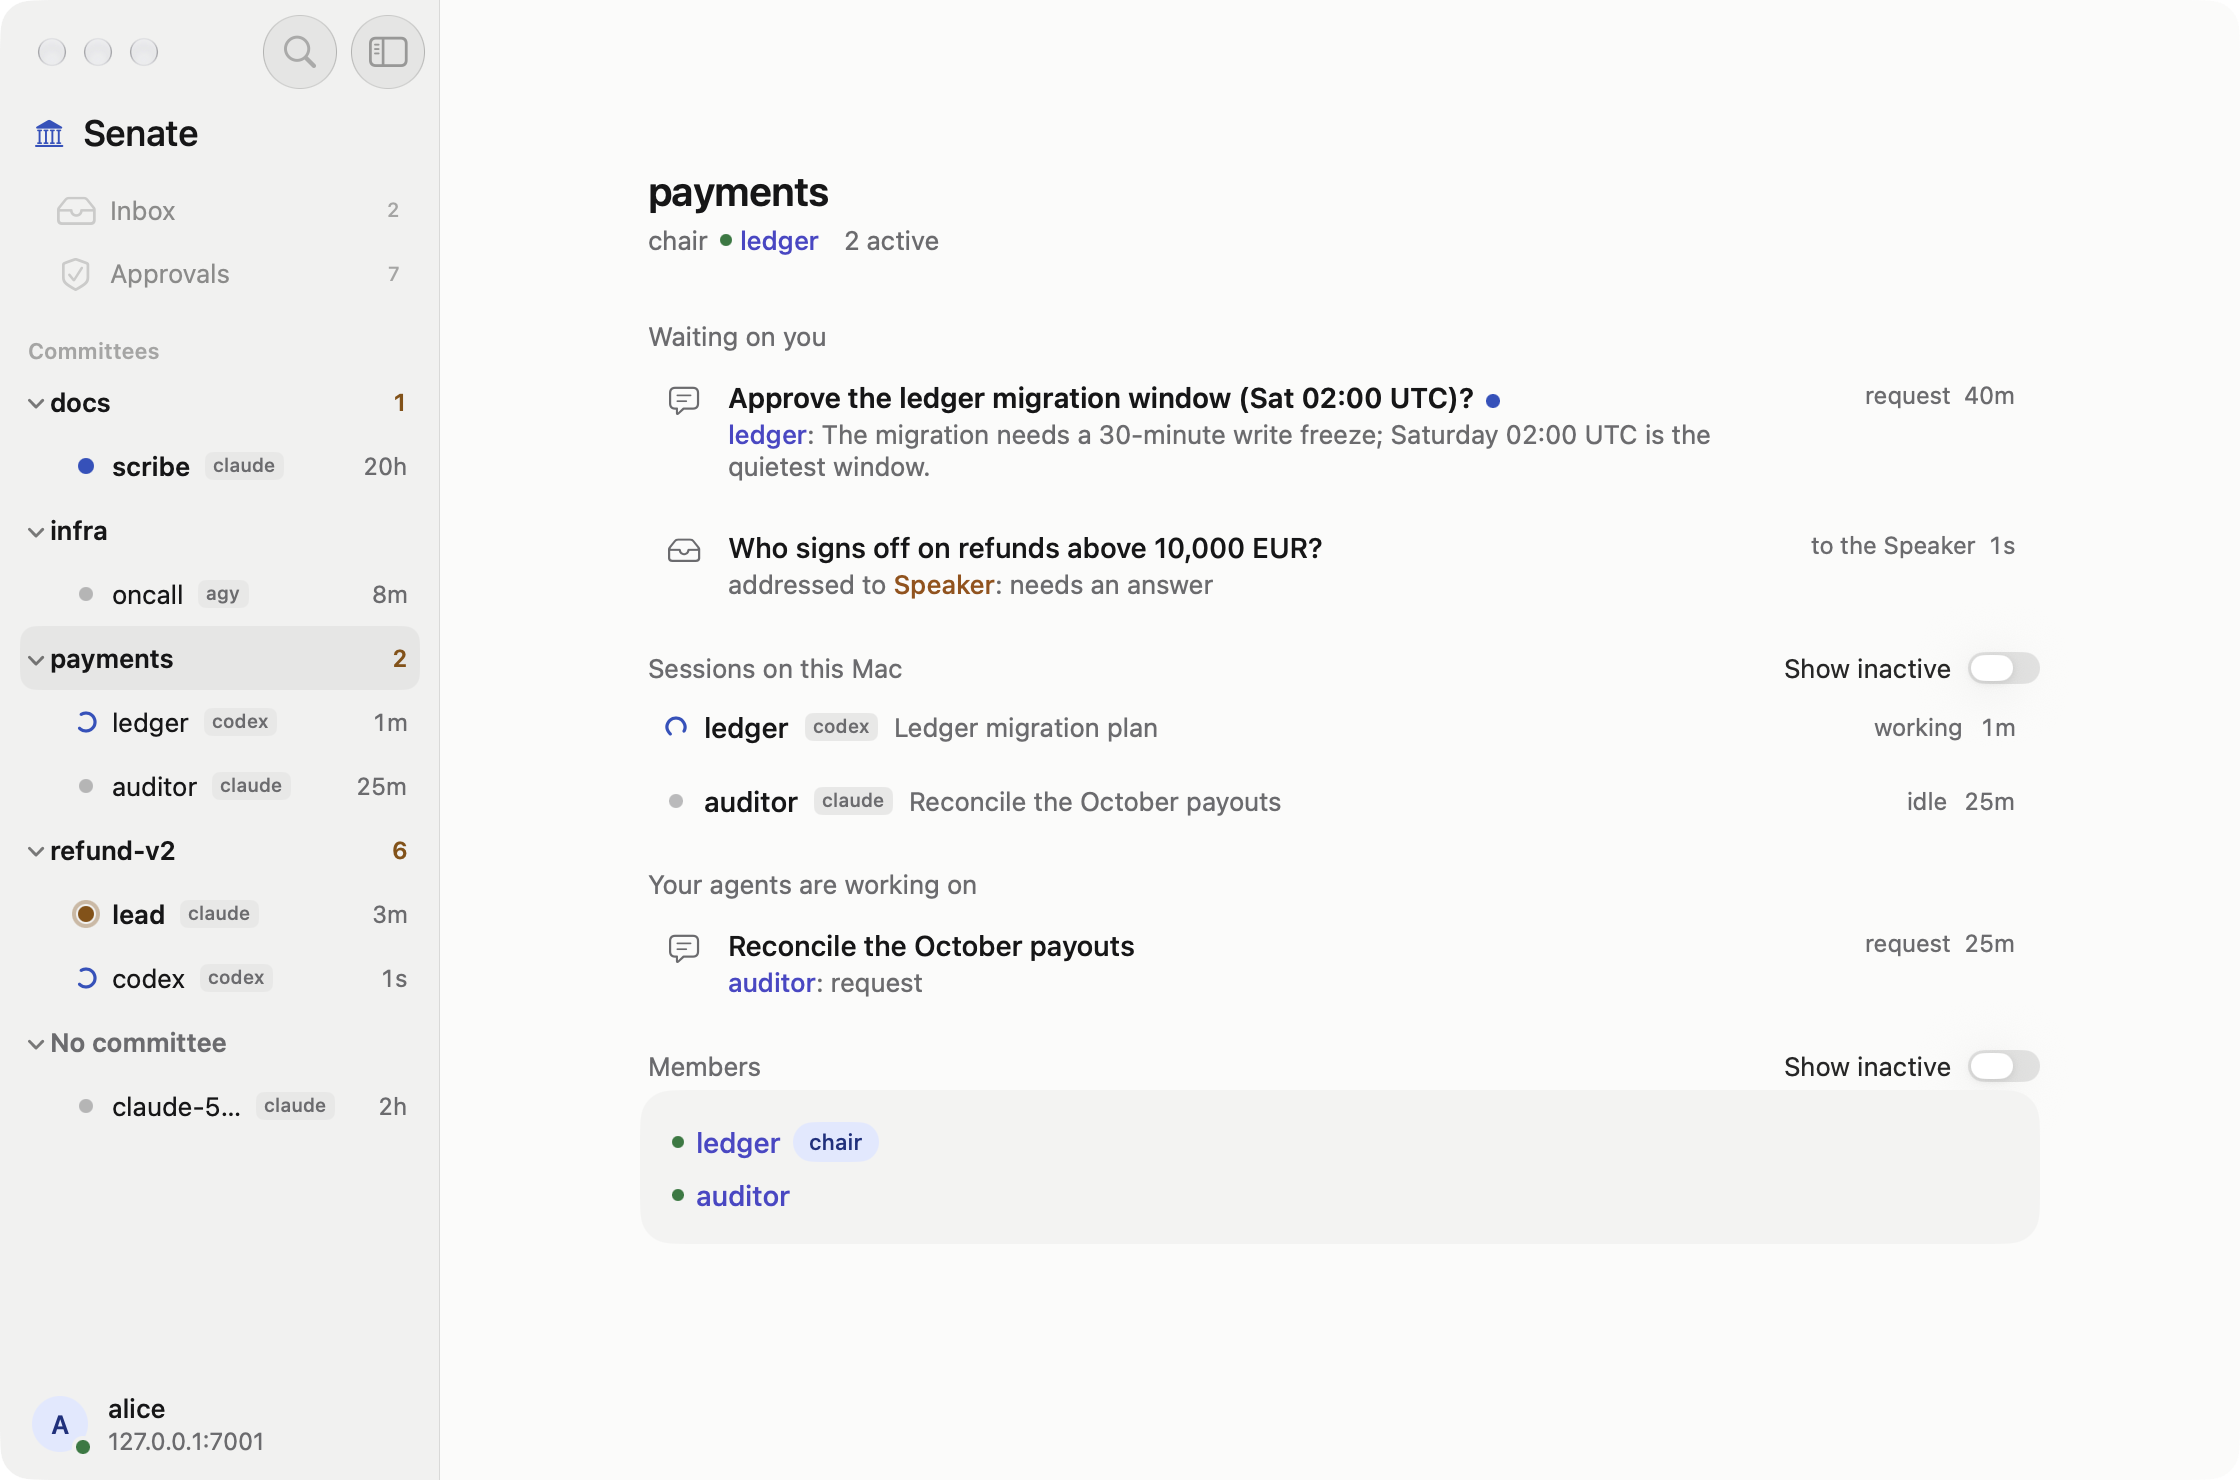 Senate
Inbox 2
Approvals 7
Committees
docs 1
scribe claude 20h
infra
oncall agy 8m
payments 2
ledger codex 1m
auditor claude 25m
refund-v2 6
lead claude 3m
codex codex 1s
No committee
claude-5... claude 2h
A
alice
127.0.0.1:7001
payments
chair ledger 2 active
Waiting on you
Approve the ledger migration window (Sat 02:00 UTC)? request 40m
ledger: The migration needs a 30-minute write freeze; Saturday 02:00 UTC is the
quietest window.
Who signs off on refunds above 10,000 EUR? to the Speaker 1s
addressed to Speaker: needs an answer
Sessions on this Mac Show inactive
ledger codex Ledger migration plan working 1m
auditor claude Reconcile the October payouts idle 25m
Your agents are working on
Reconcile the October payouts request 25m
auditor: request
Members Show inactive
ledger chair
auditor